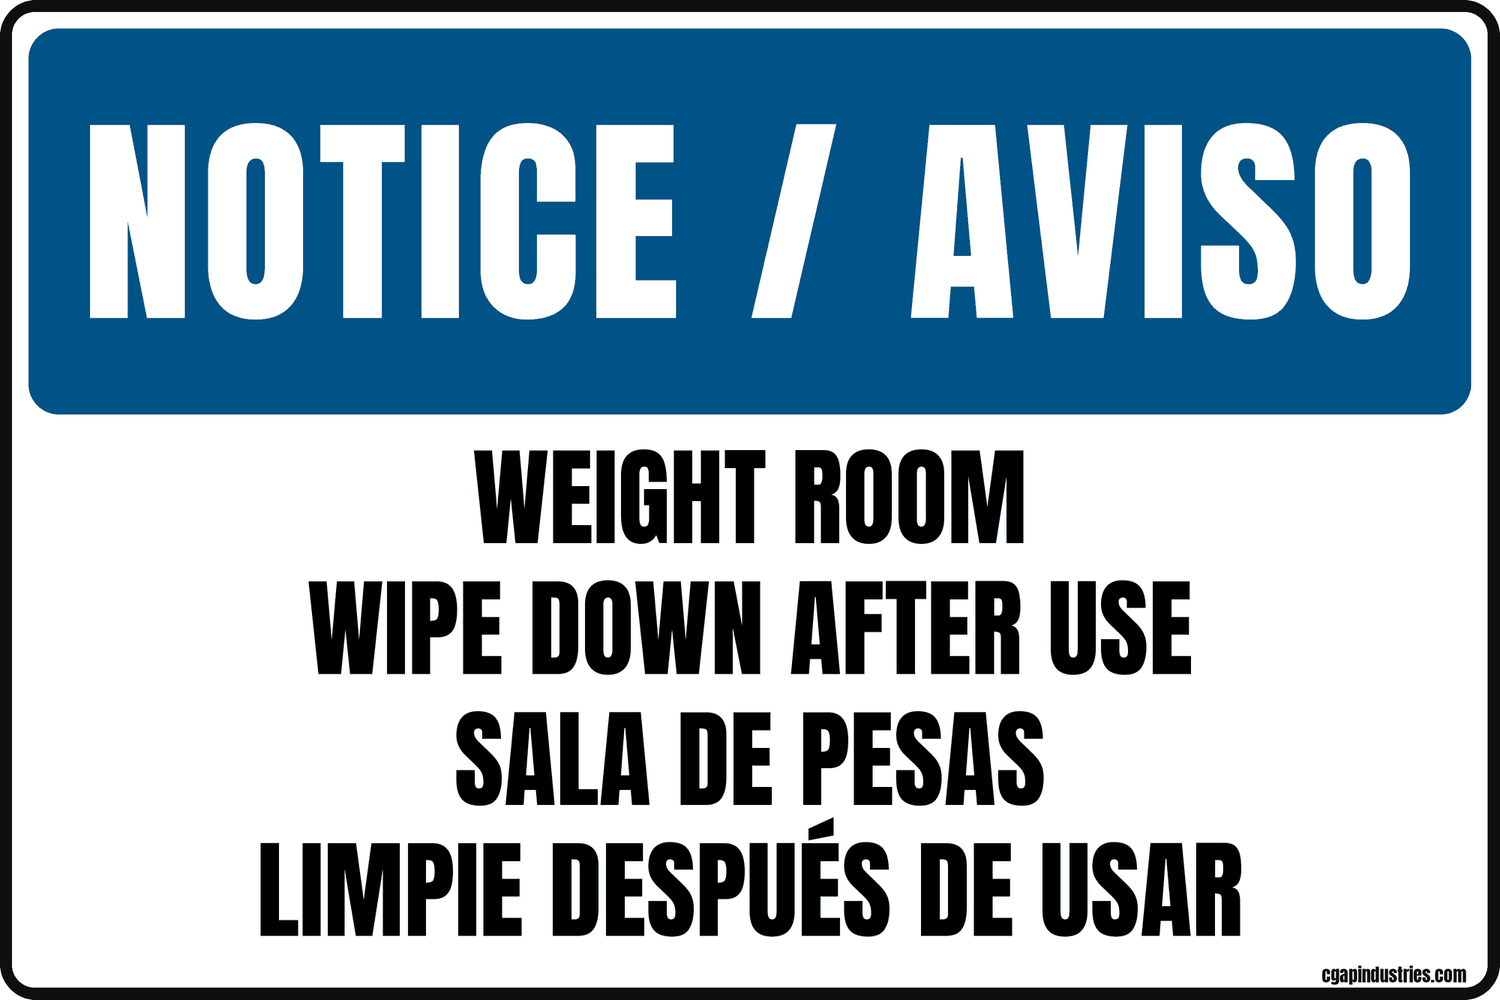 NOTICE / AVISO
WEIGHT ROOM
WIPE DOWN AFTER USE
SALA DE PESAS
LIMPIE DESPUÉS DE USAR
cgapindustries.com